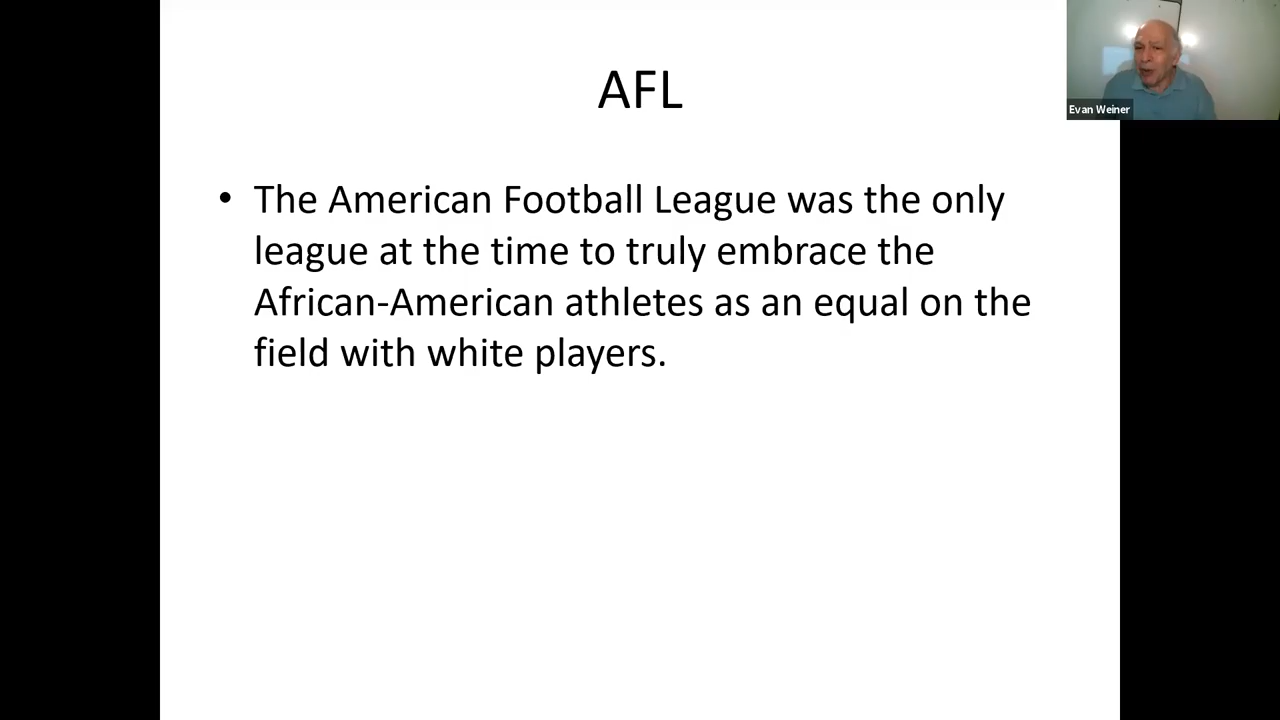 AFL
Evan Weiner
• The American Football League was the only
league at the time to truly embrace the
African-American athletes as an equal on the
field with white players.